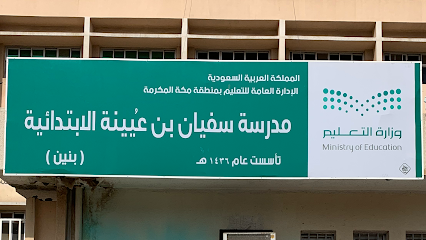 المملكة العربية السعودية
الإدارة العامة للتعليم بمنطقة مكة المكرمة
مدرسة سفيان بن عُيينة الابتدائية
تأسست عام ١٤٣٦ هـ
( بنين )
وزارة التعليم
Ministry of Education